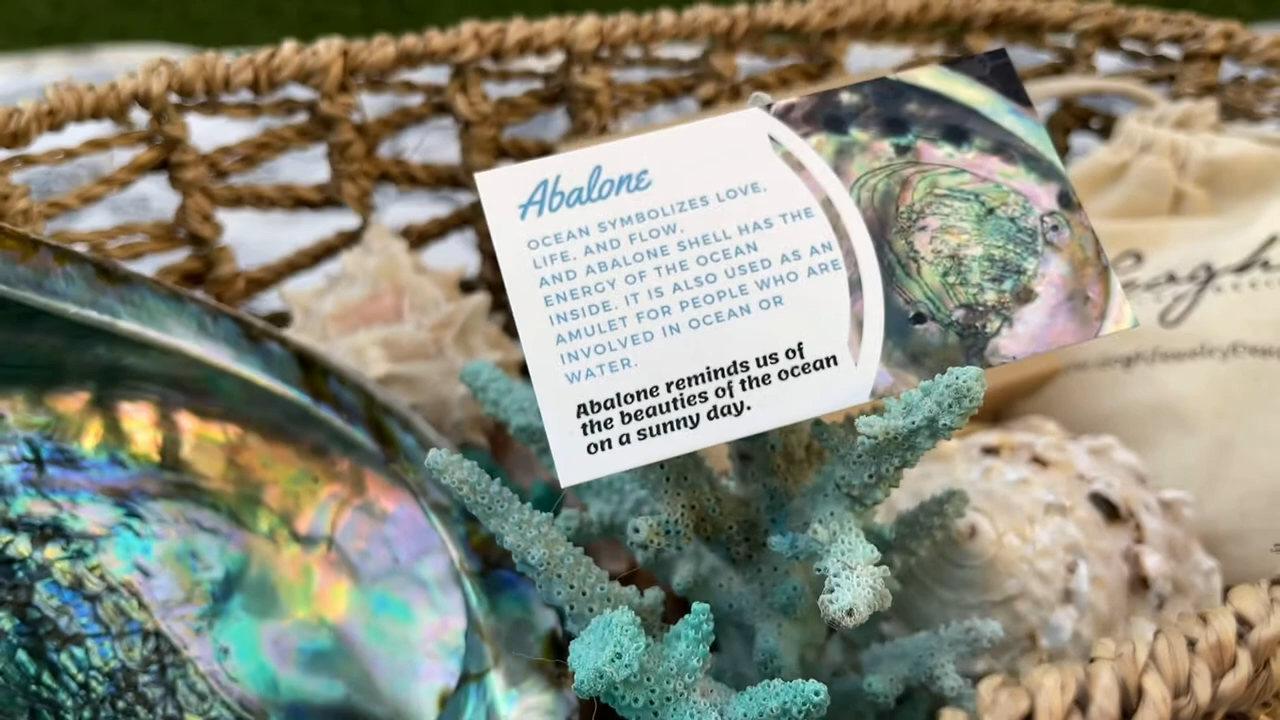 Abalone
OCEAN SYMBOLIZES LOVE,
LIFE, AND FLOW,
AND ABALONE SHELL HAS THE
ENERGY OF THE OCEAN
INSIDE. IT IS ALSO USED AS AN
AMULET FOR PEOPLE WHO ARE
INVOLVED IN OCEAN OR
WATER.
Abalone reminds us of
the beauties of the ocean
on a sunny day.